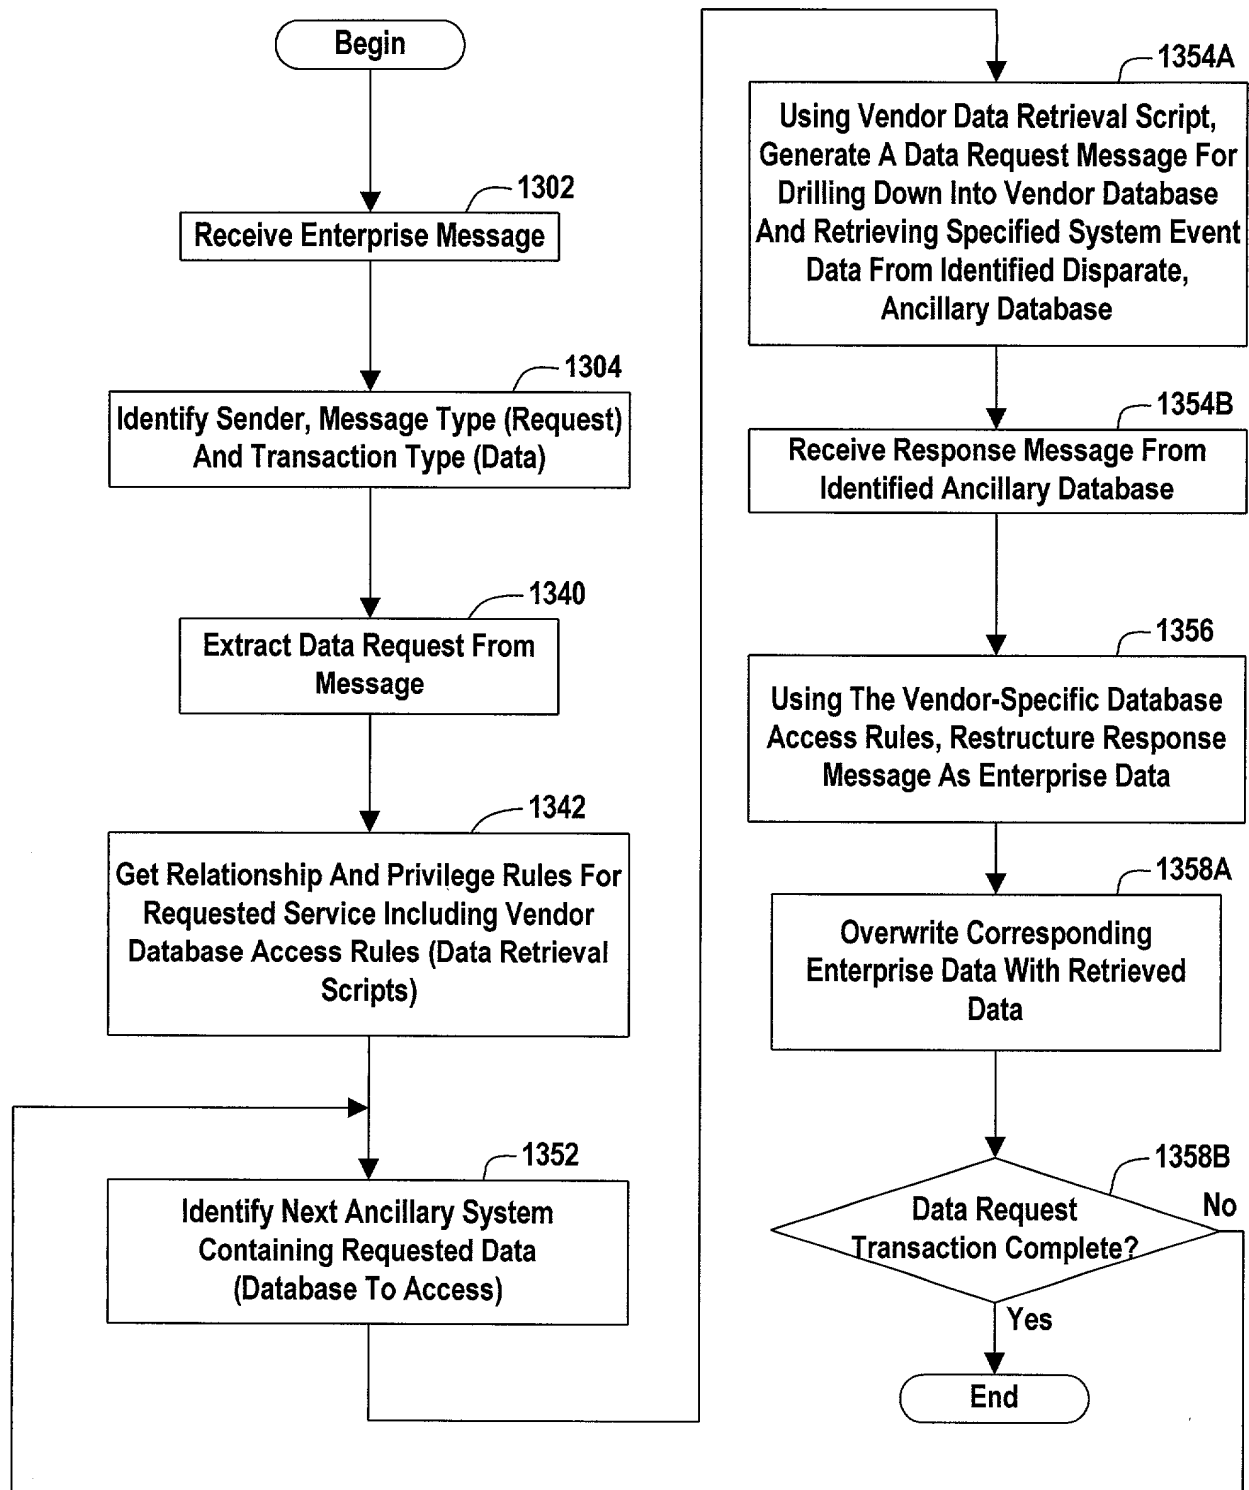 Begin
1302
Receive Enterprise Message
1304
Identify Sender, Message Type (Request)
And Transaction Type (Data)
1340
Extract Data Request From
Message
1342
Get Relationship And Privilege Rules For
Requested Service Including Vendor
Database Access Rules (Data Retrieval
Scripts)
1352
Identify Next Ancillary System
Containing Requested Data
(Database To Access)
1354A
Using Vendor Data Retrieval Script,
Generate A Data Request Message For
Drilling Down Into Vendor Database
And Retrieving Specified System Event
Data From Identified Disparate,
Ancillary Database
1354B
Receive Response Message From
Identified Ancillary Database
1356
Using The Vendor-Specific Database
Access Rules, Restructure Response
Message As Enterprise Data
1358A
Overwrite Corresponding
Enterprise Data With Retrieved
Data
1358B
Data Request
Transaction Complete?
No
Yes
End